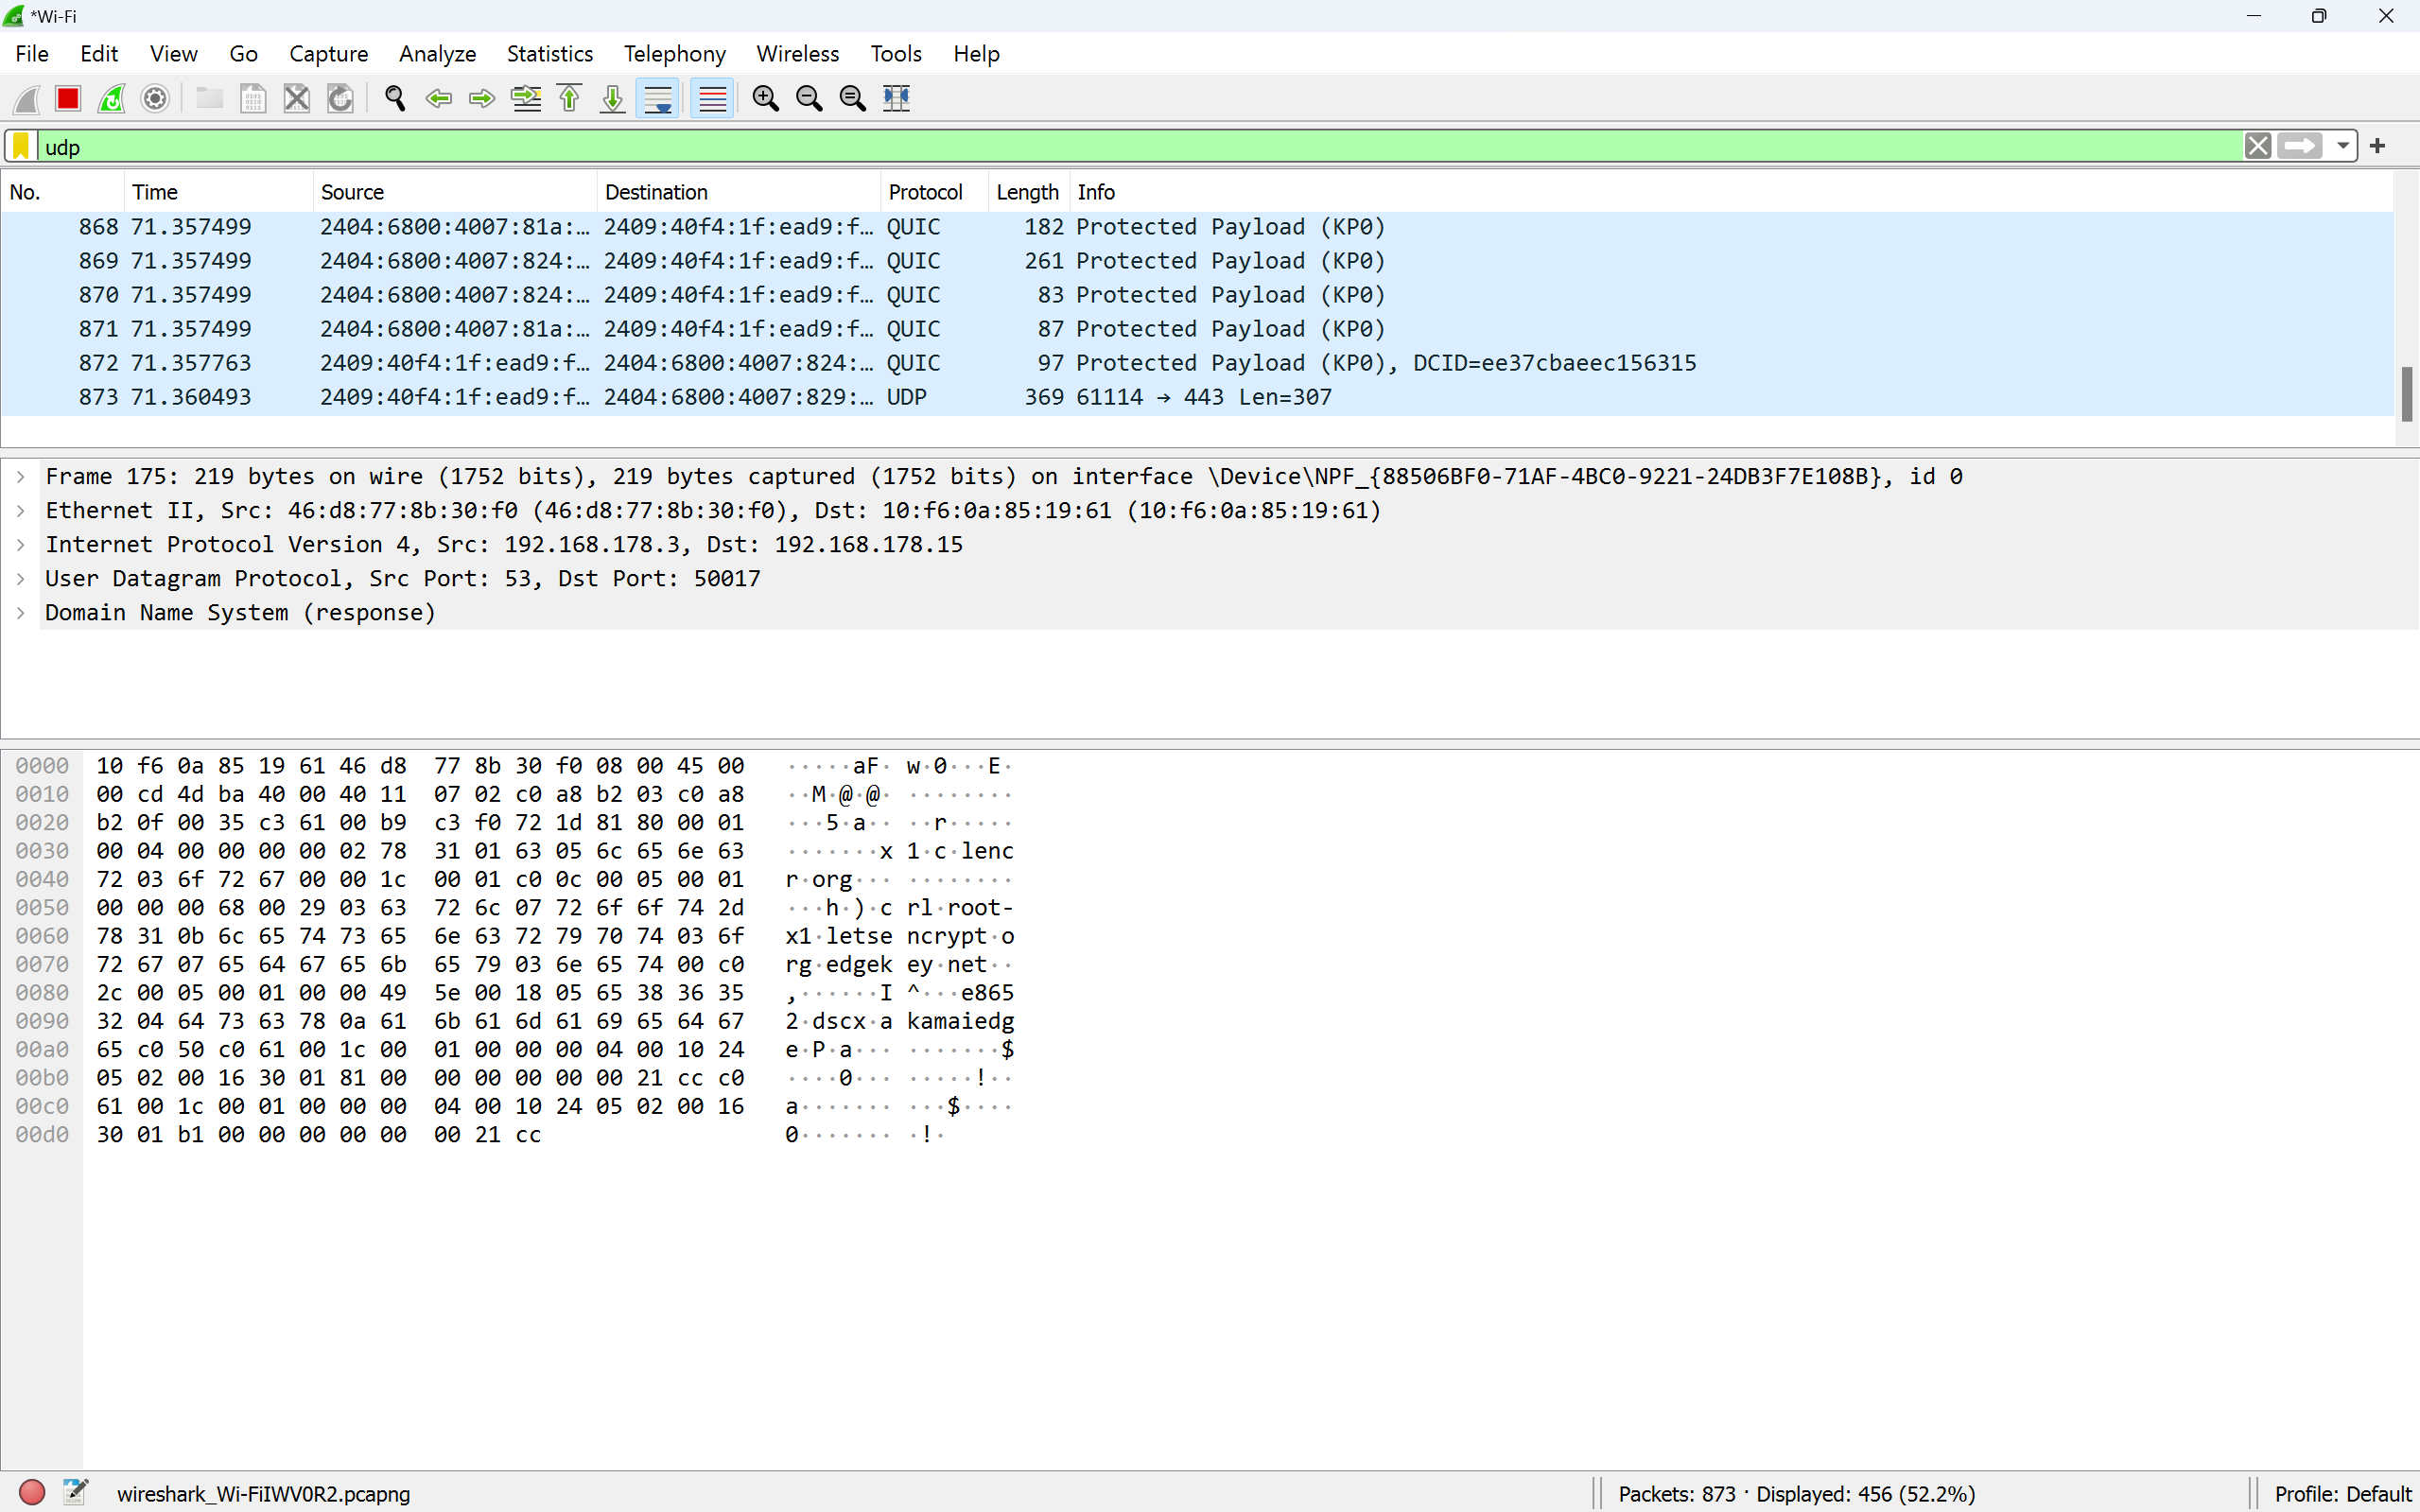 *Wi-Fi
File Edit View Go Capture Analyze Statistics Telephony Wireless Tools Help
udp
No. Time Source Destination Protocol Length Info
868 71.357499 2404:6800:4007:81a:… 2409:40f4:1f:ead9:f… QUIC 182 Protected Payload (KP0)
869 71.357499 2404:6800:4007:824:… 2409:40f4:1f:ead9:f… QUIC 261 Protected Payload (KP0)
870 71.357499 2404:6800:4007:824:… 2409:40f4:1f:ead9:f… QUIC 83 Protected Payload (KP0)
871 71.357499 2404:6800:4007:81a:… 2409:40f4:1f:ead9:f… QUIC 87 Protected Payload (KP0)
872 71.357763 2409:40f4:1f:ead9:f… 2404:6800:4007:824:… QUIC 97 Protected Payload (KP0), DCID=ee37cbaeec156315
873 71.360493 2409:40f4:1f:ead9:f… 2404:6800:4007:829:… UDP 369 61114 → 443 Len=307
Frame 175: 219 bytes on wire (1752 bits), 219 bytes captured (1752 bits) on interface \Device\NPF_{88506BF0-71AF-4BC0-9221-24DB3F7E108B}, id 0
Ethernet II, Src: 46:d8:77:8b:30:f0 (46:d8:77:8b:30:f0), Dst: 10:f6:0a:85:19:61 (10:f6:0a:85:19:61)
Internet Protocol Version 4, Src: 192.168.178.3, Dst: 192.168.178.15
User Datagram Protocol, Src Port: 53, Dst Port: 50017
Domain Name System (response)
0000 10 f6 0a 85 19 61 46 d8 77 8b 30 f0 08 00 45 00 ·····aF· w·0···E·
0010 00 cd 4d ba 40 00 40 11 07 02 c0 a8 b2 03 c0 a8 ··M·@·@· ········
0020 b2 0f 00 35 c3 61 00 b9 c3 f0 72 1d 81 80 00 01 ···5·a·· ··r·····
0030 00 04 00 00 00 00 02 78 31 01 63 05 6c 65 6e 63 ·······x 1·c·lenc
0040 72 03 6f 72 67 00 00 1c 00 01 c0 0c 00 05 00 01 r·org··· ········
0050 00 00 00 68 00 29 03 63 72 6c 07 72 6f 6f 74 2d ···h·)·c rl·root-
0060 78 31 0b 6c 65 74 73 65 6e 63 72 79 70 74 03 6f x1·letse ncrypt·o
0070 72 67 07 65 64 67 65 6b 65 79 03 6e 65 74 00 c0 rg·edgek ey·net··
0080 2c 00 05 00 01 00 00 49 5e 00 18 05 65 38 36 35 ,······I ^···e865
0090 32 04 64 73 63 78 0a 61 6b 61 6d 61 69 65 64 67 2·dscx·a kamaiedg
00a0 65 c0 50 c0 61 00 1c 00 01 00 00 00 04 00 10 24 e·P·a··· ·······$
00b0 05 02 00 16 30 01 81 00 00 00 00 00 00 21 cc c0 ····0··· ·····!··
00c0 61 00 1c 00 01 00 00 00 04 00 10 24 05 02 00 16 a······· ···$····
00d0 30 01 b1 00 00 00 00 00 00 21 cc 0······· ·!·
wireshark_Wi-FiIWV0R2.pcapng Packets: 873 · Displayed: 456 (52.2%) Profile: Default